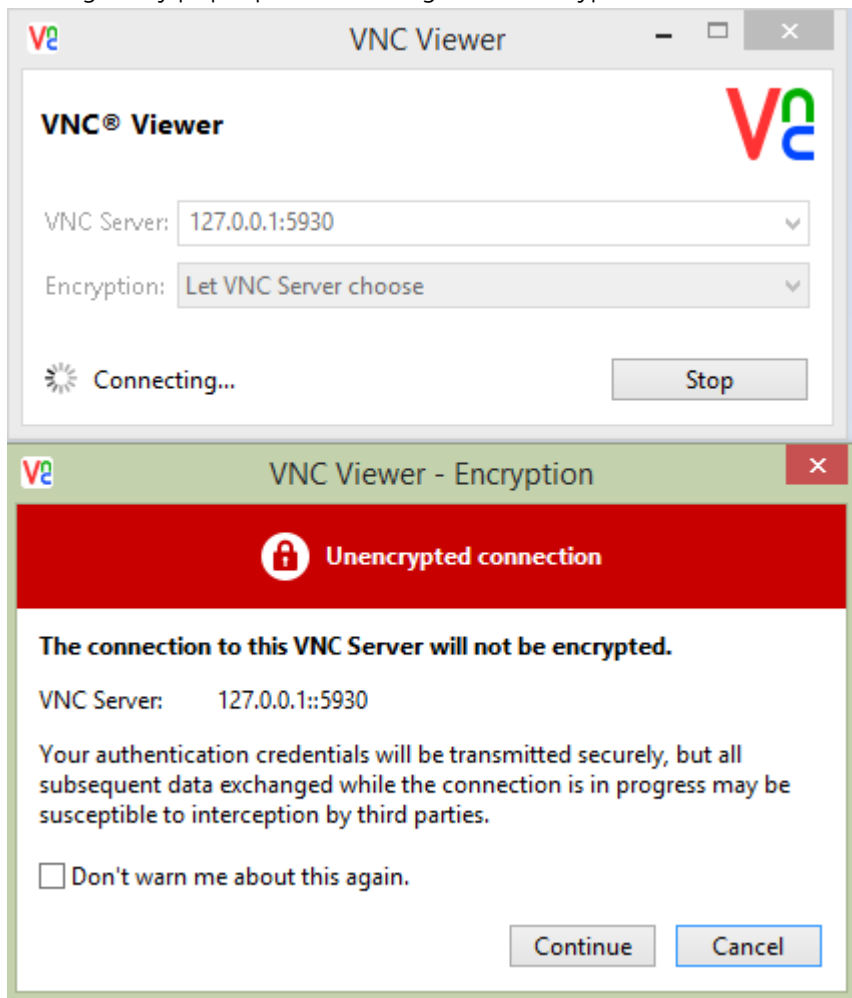 VNC Viewer
VNC® Viewer
VNC Server: 127.0.0.1:5930
Encryption: Let VNC Server choose
Connecting...
Stop
VNC Viewer - Encryption
Unencrypted connection
The connection to this VNC Server will not be encrypted.
VNC Server: 127.0.0.1::5930
Your authentication credentials will be transmitted securely, but all
subsequent data exchanged while the connection is in progress may be
susceptible to interception by third parties.
Don't warn me about this again.
Continue
Cancel